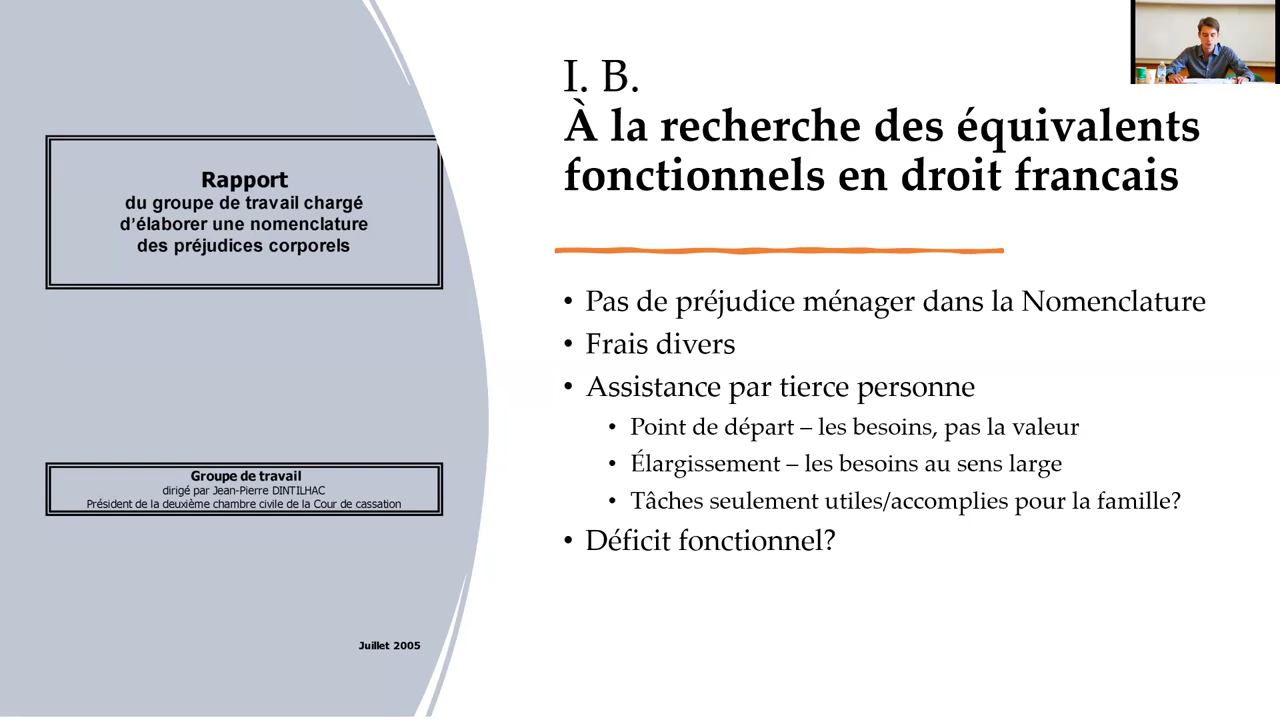 Rapport
du groupe de travail chargé
d'élaborer une nomenclature
des préjudices corporels
Groupe de travail
dirigé par Jean-Pierre DINTILHAC
Président de la deuxième chambre civile de la Cour de cassation
Juillet 2005
I. B.
À la recherche des équivalents
fonctionnels en droit francais
• Pas de préjudice ménager dans la Nomenclature
• Frais divers
• Assistance par tierce personne
• Point de départ – les besoins, pas la valeur
• Élargissement – les besoins au sens large
• Tâches seulement utiles/accomplies pour la famille?
• Déficit fonctionnel?